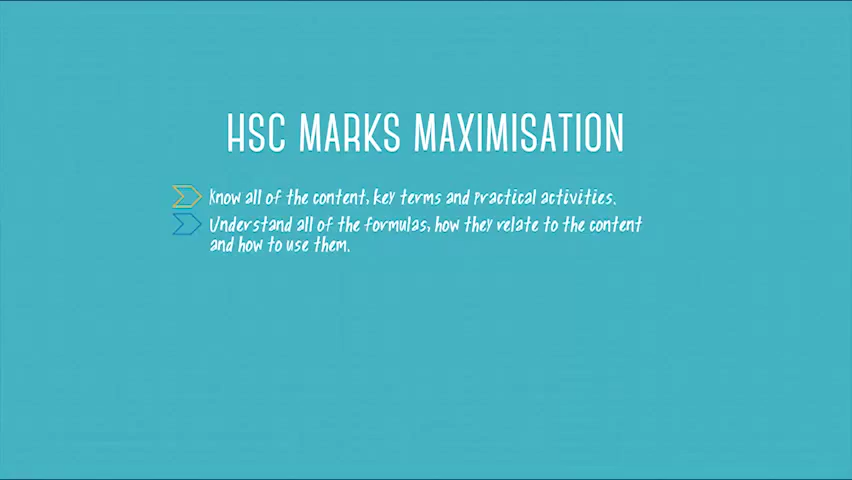 HSC MARKS MAXIMISATION
Know all of the content, key terms and practical activities.
Understand all of the formulas, how they relate to the content
and how to use them.